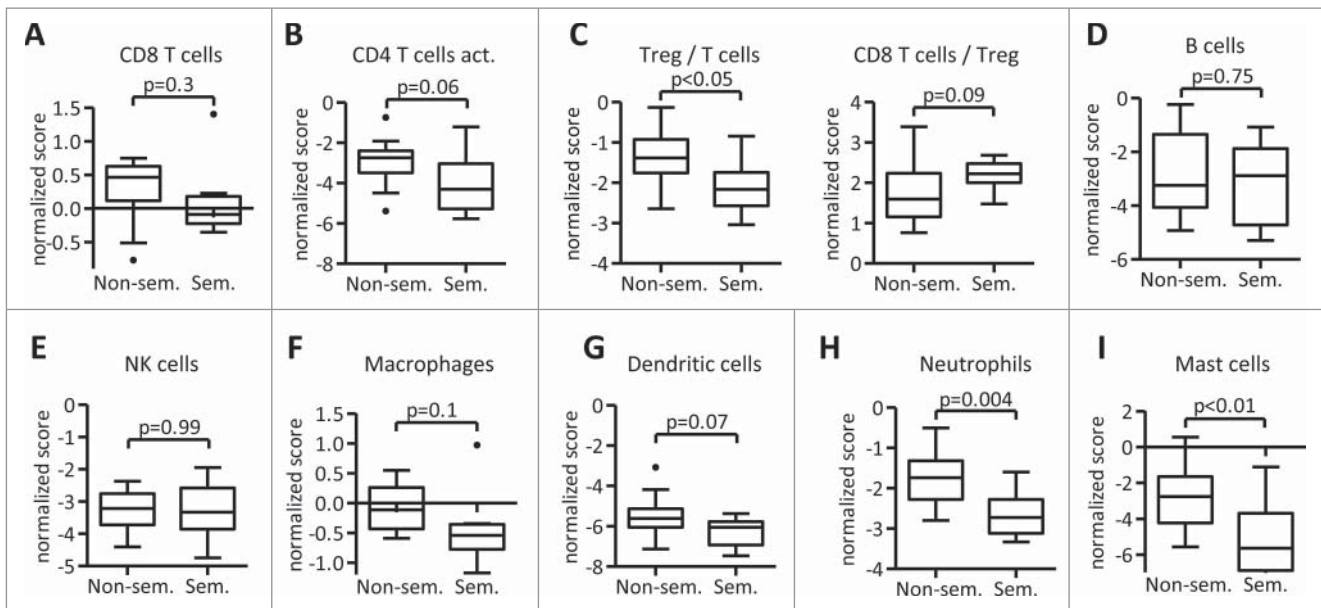 A
CD8 T cells
p=0.3
normalized score
1.5
1.0
0.5
0.0
-0.5
Non-sem. Sem.
B
CD4 T cells act.
p=0.06
normalized score
0
-2
-4
-6
-8
Non-sem. Sem.
C
Treg / T cells
p<0.05
normalized score
-0
-1
-2
-3
-4
Non-sem. Sem.
CD8 T cells / Treg
p=0.09
normalized score
4
3
2
1
0
Non-sem. Sem.
D
B cells
p=0.75
normalized score
-0
-2
-4
-6
Non-sem. Sem.
E
NK cells
p=0.99
normalized score
0
-1
-2
-3
-4
-5
Non-sem. Sem.
F
Macrophages
p=0.1
normalized score
1.5
1.0
0.5
0.0
-0.5
-1.0
Non-sem. Sem.
G
Dendritic cells
p=0.07
normalized score
-0
-2
-4
-6
-8
Non-sem. Sem.
H
Neutrophils
p=0.004
normalized score
-0
-1
-2
-3
-4
Non-sem. Sem.
I
Mast cells
p<0.01
normalized score
2
0
-2
-4
-6
Non-sem. Sem.